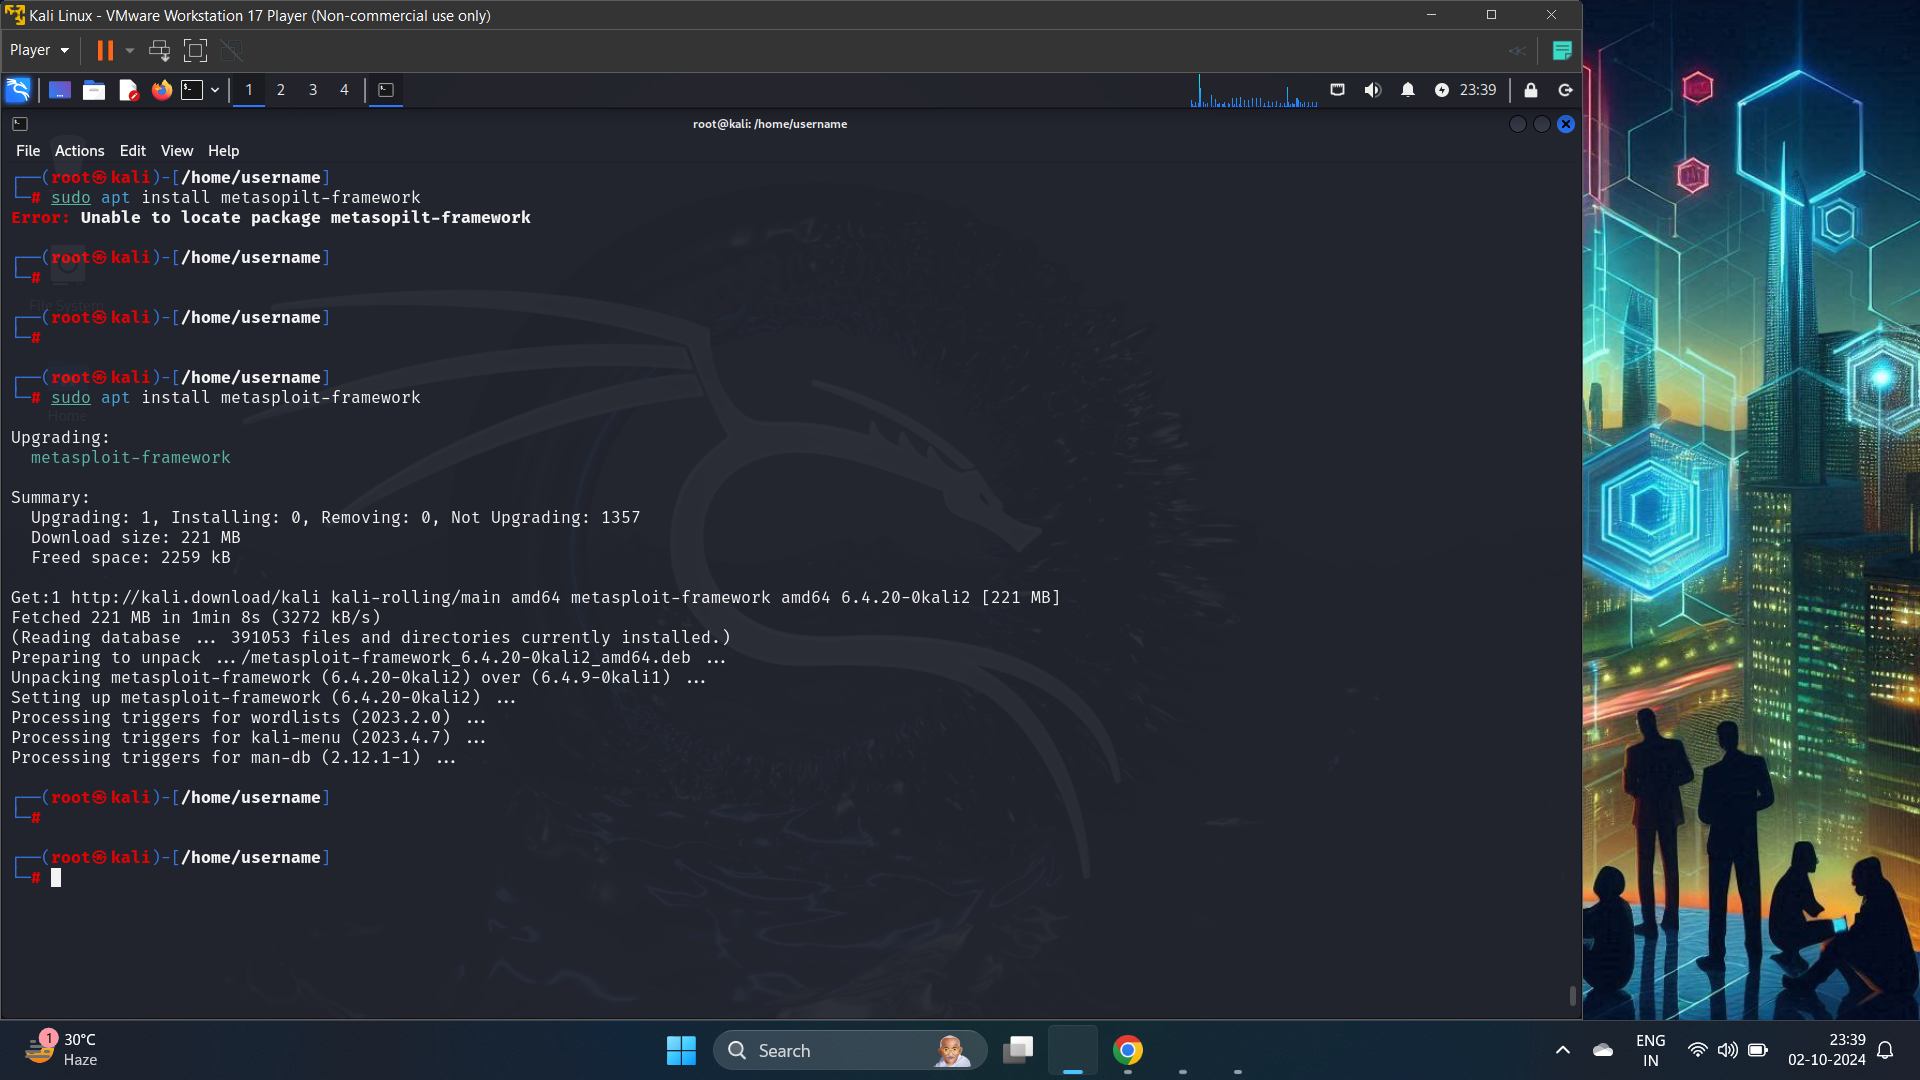 Kali Linux - VMware Workstation 17 Player (Non-commercial use only)
Player
1 2 3 4
23:39
root@kali: /home/username
File Actions Edit View Help
┌──(root㉿kali)-[/home/username]
└─# sudo apt install metasopilt-framework
Error: Unable to locate package metasopilt-framework
┌──(root㉿kali)-[/home/username]
└─#
File System
┌──(root㉿kali)-[/home/username]
└─#
┌──(root㉿kali)-[/home/username]
└─# sudo apt install metasploit-framework
Home
Upgrading:
metasploit-framework
Summary:
Upgrading: 1, Installing: 0, Removing: 0, Not Upgrading: 1357
Download size: 221 MB
Freed space: 2259 kB
Get:1 http://kali.download/kali kali-rolling/main amd64 metasploit-framework amd64 6.4.20-0kali2 [221 MB]
Fetched 221 MB in 1min 8s (3272 kB/s)
(Reading database ... 391053 files and directories currently installed.)
Preparing to unpack .../metasploit-framework_6.4.20-0kali2_amd64.deb ...
Unpacking metasploit-framework (6.4.20-0kali2) over (6.4.9-0kali1) ...
Setting up metasploit-framework (6.4.20-0kali2) ...
Processing triggers for wordlists (2023.2.0) ...
Processing triggers for kali-menu (2023.4.7) ...
Processing triggers for man-db (2.12.1-1) ...
┌──(root㉿kali)-[/home/username]
└─#
┌──(root㉿kali)-[/home/username]
└─#
1
30°C
Haze
Search
ENG
IN
23:39
02-10-2024